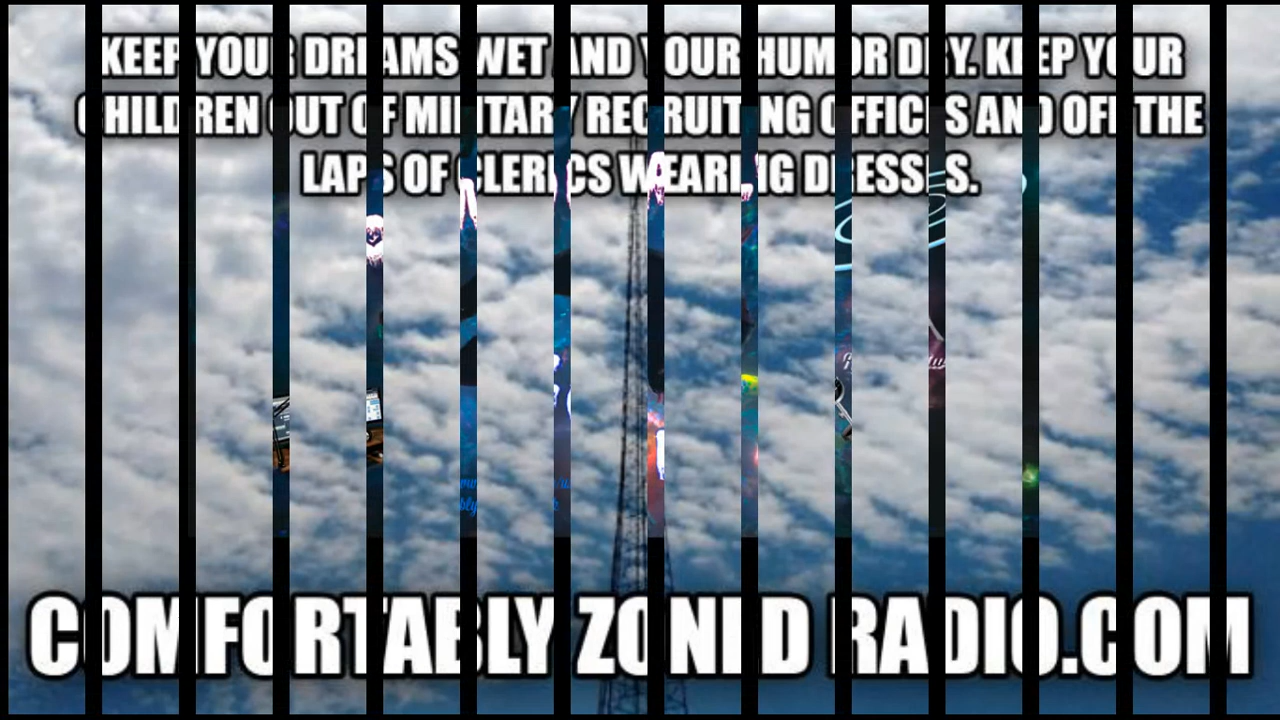 KEEP YOUR DREAMS WET AND YOUR HUMOR DRY. KEEP YOUR
CHILDREN OUT OF MILITARY RECRUITING OFFICES AND OFF THE
LAPS OF CLERICS WEARING DRESSES.
COMFORTABLY ZONED RADIO.COM